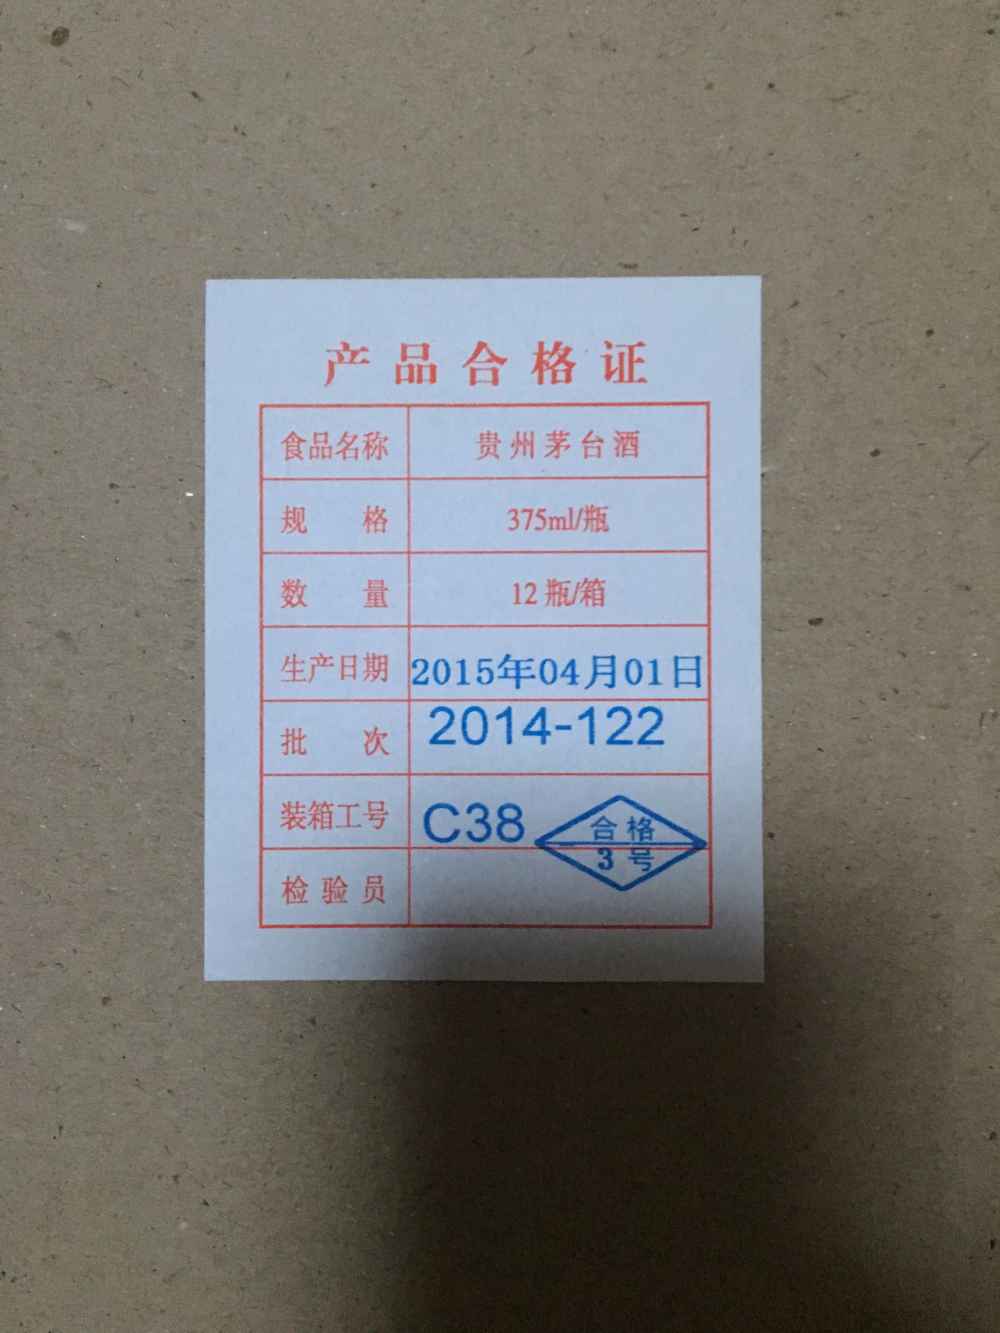 产品合格证
食品名称 贵州茅台酒
规 格 375ml/瓶
数 量 12瓶/箱
生产日期 2015年04月01日
批 次 2014-122
装箱工号 C38
合格
3号
检验员